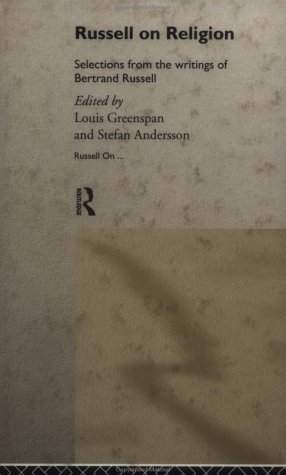 Russell on Religion
Selections from the writings of
Bertrand Russell
Edited by
Louis Greenspan
and Stefan Andersson
Russell On ...
R
Routledge